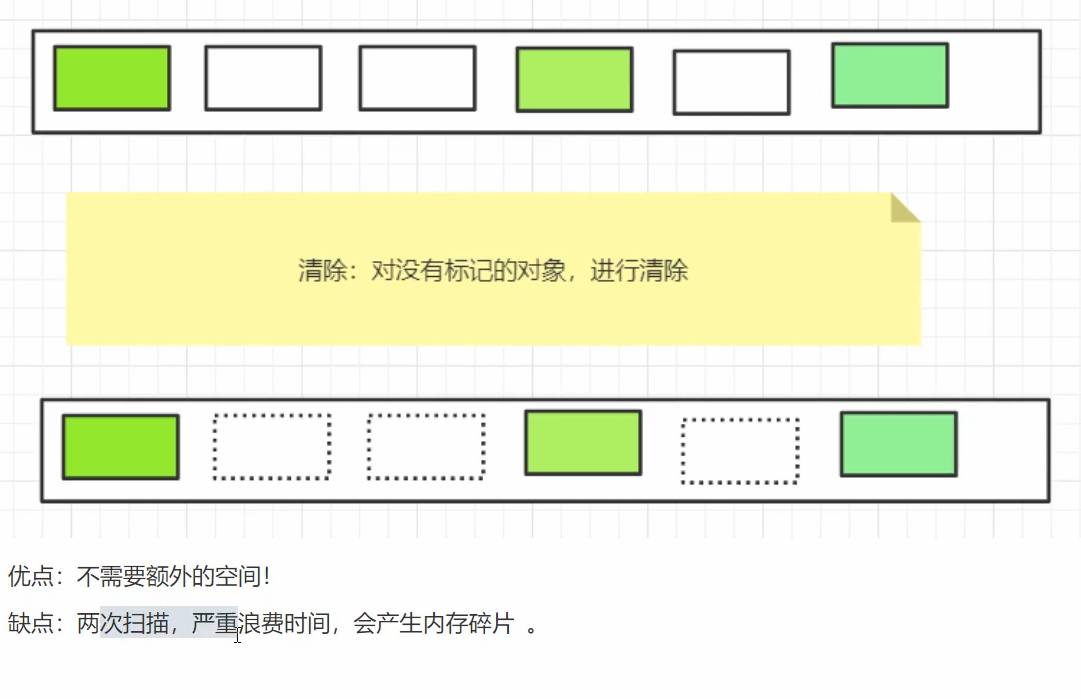 清除：对没有标记的对象，进行清除
优点：不需要额外的空间！
缺点：两次扫描，严重浪费时间，会产生内存碎片 。